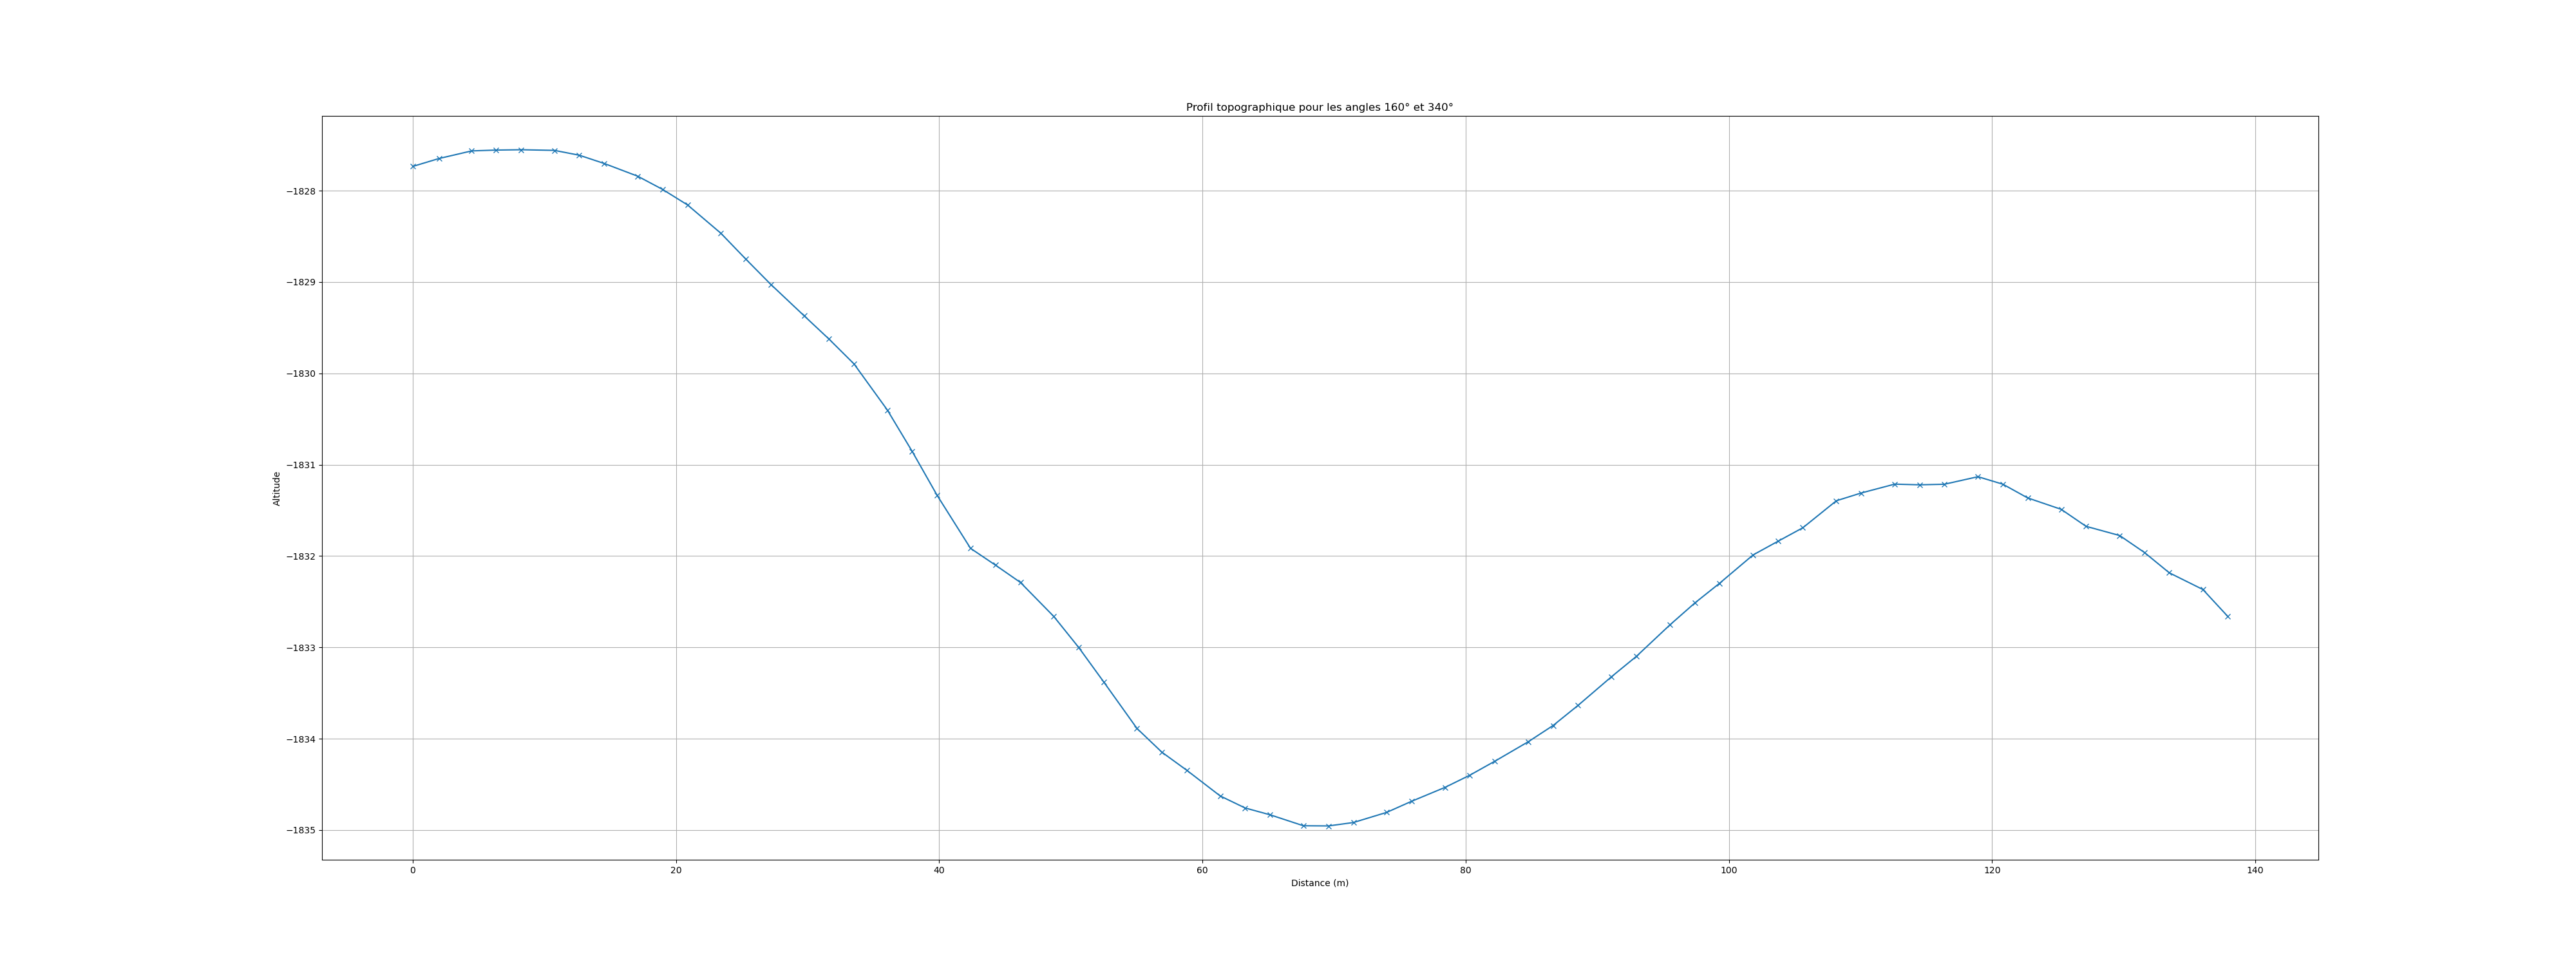 Profil topographique pour les angles 160° et 340°
Altitude
−1828
−1829
−1830
−1831
−1832
−1833
−1834
−1835
0 20 40 60 80 100 120 140
Distance (m)